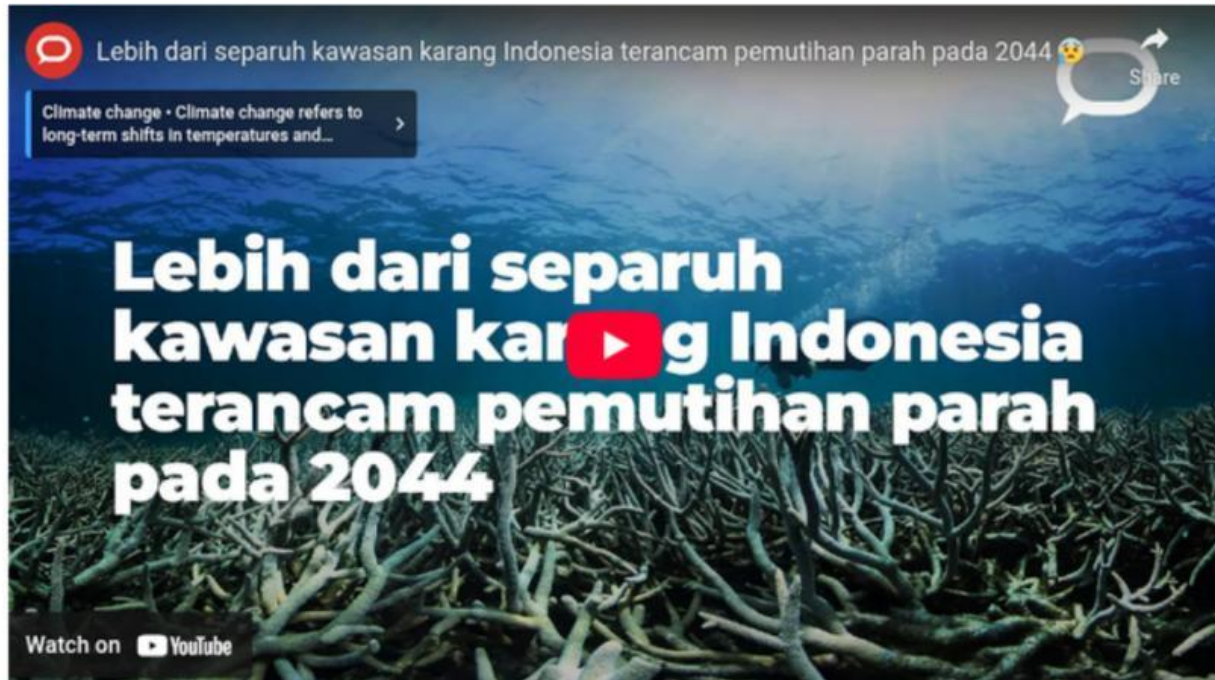 Lebih dari separuh kawasan karang Indonesia terancam pemutihan parah pada 2044 😰
Share
Climate change • Climate change refers to
long-term shifts in temperatures and...
Lebih dari separuh
kawasan kar g Indonesia
terancam pemutihan parah
pada 2044
Watch on YouTube